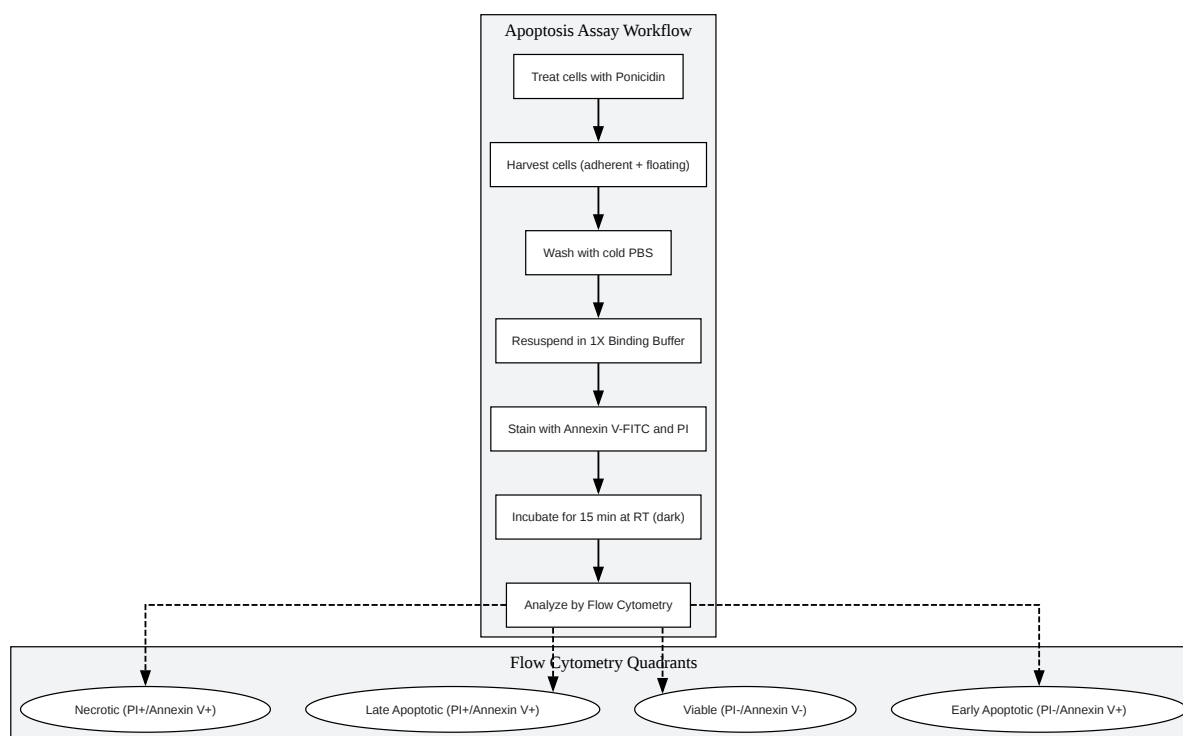 Apoptosis Assay Workflow
Treat cells with Ponicidin
Harvest cells (adherent + floating)
Wash with cold PBS
Resuspend in 1X Binding Buffer
Stain with Annexin V-FITC and PI
Incubate for 15 min at RT (dark)
Analyze by Flow Cytometry
Flow Cytometry Quadrants
Necrotic (PI+/Annexin V+)
Late Apoptotic (PI+/Annexin V+)
Viable (PI-/Annexin V-)
Early Apoptotic (PI-/Annexin V+)